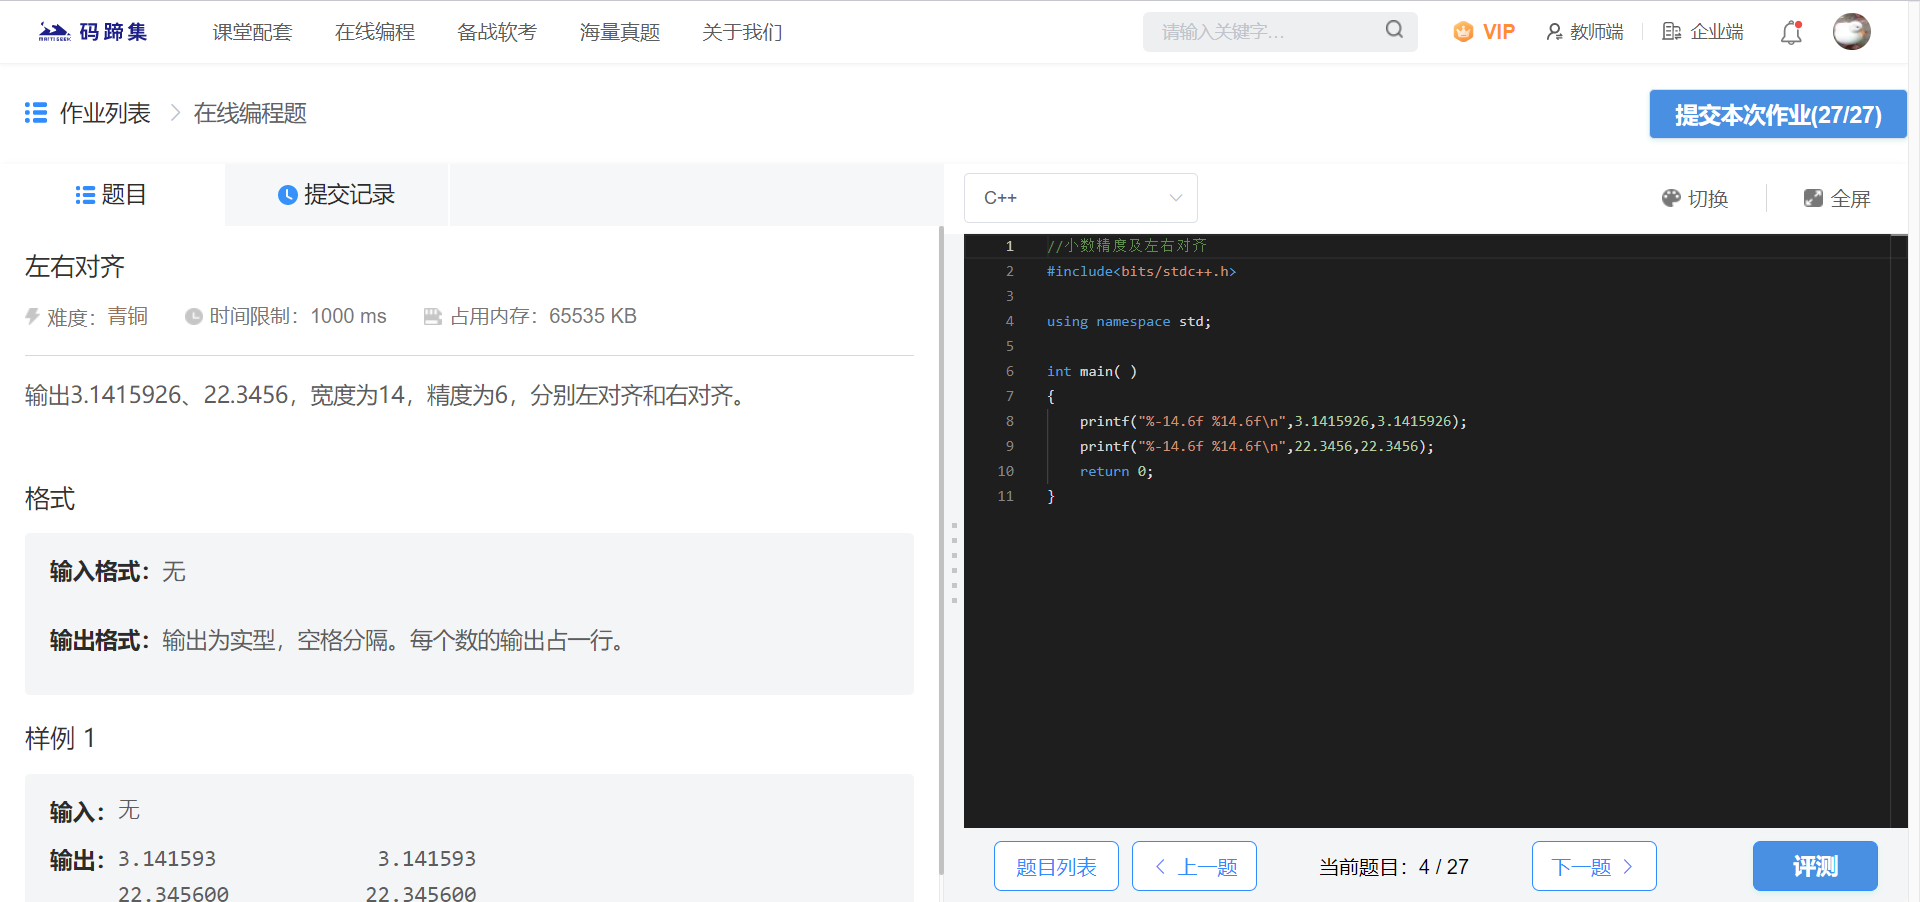 MAITI GEEK 码蹄集 课堂配套 在线编程 备战软考 海量真题 关于我们 请输入关键字... VIP 教师端 企业端
作业列表 > 在线编程题 提交本次作业(27/27)
题目 提交记录
左右对齐
难度：青铜 时间限制：1000 ms 占用内存：65535 KB
输出3.1415926、22.3456，宽度为14，精度为6，分别左对齐和右对齐。
格式
输入格式：无
输出格式：输出为实型，空格分隔。每个数的输出占一行。
样例 1
输入：无
输出：3.141593 3.141593
22.345600 22.345600
C++ 切换 全屏
1 //小数精度及左右对齐
2 #include<bits/stdc++.h>
3
4 using namespace std;
5
6 int main( )
7 {
8 printf("%-14.6f %14.6f\n",3.1415926,3.1415926);
9 printf("%-14.6f %14.6f\n",22.3456,22.3456);
10 return 0;
11 }
题目列表 < 上一题 当前题目：4 / 27 下一题 > 评测